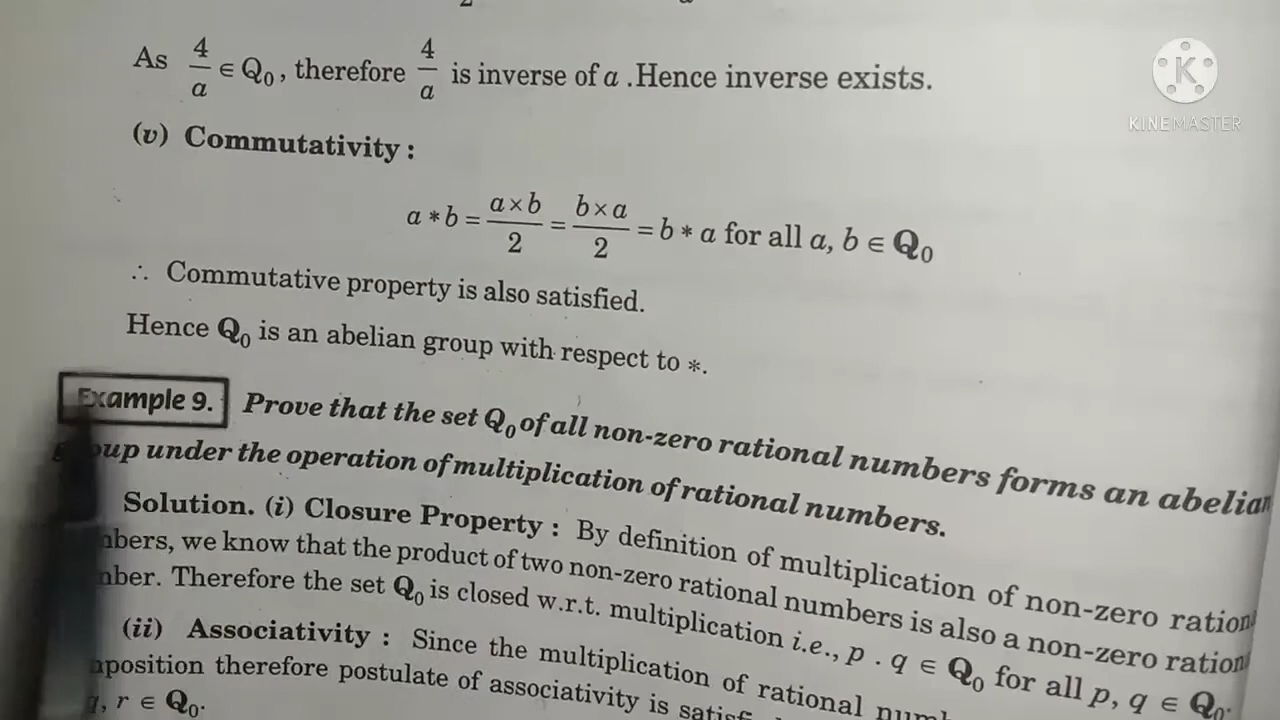 As 4/a ∈ Q₀, therefore 4/a is inverse of a .Hence inverse exists.
K
KINEMASTER
(v) Commutativity :
a * b = a×b/2 = b×a/2 = b * a for all a, b ∈ Q₀
∴ Commutative property is also satisfied.
Hence Q₀ is an abelian group with respect to *.
Example 9. Prove that the set Q₀ of all non-zero rational numbers forms an abelian
group under the operation of multiplication of rational numbers.
Solution. (i) Closure Property : By definition of multiplication of non-zero ration
mbers, we know that the product of two non-zero rational numbers is also a non-zero ration
mber. Therefore the set Q₀ is closed w.r.t. multiplication i.e., p . q ∈ Q₀ for all p, q ∈ Q₀.
(ii) Associativity : Since the multiplication of rational
mposition therefore postulate of associativity is
q, r ∈ Q₀.